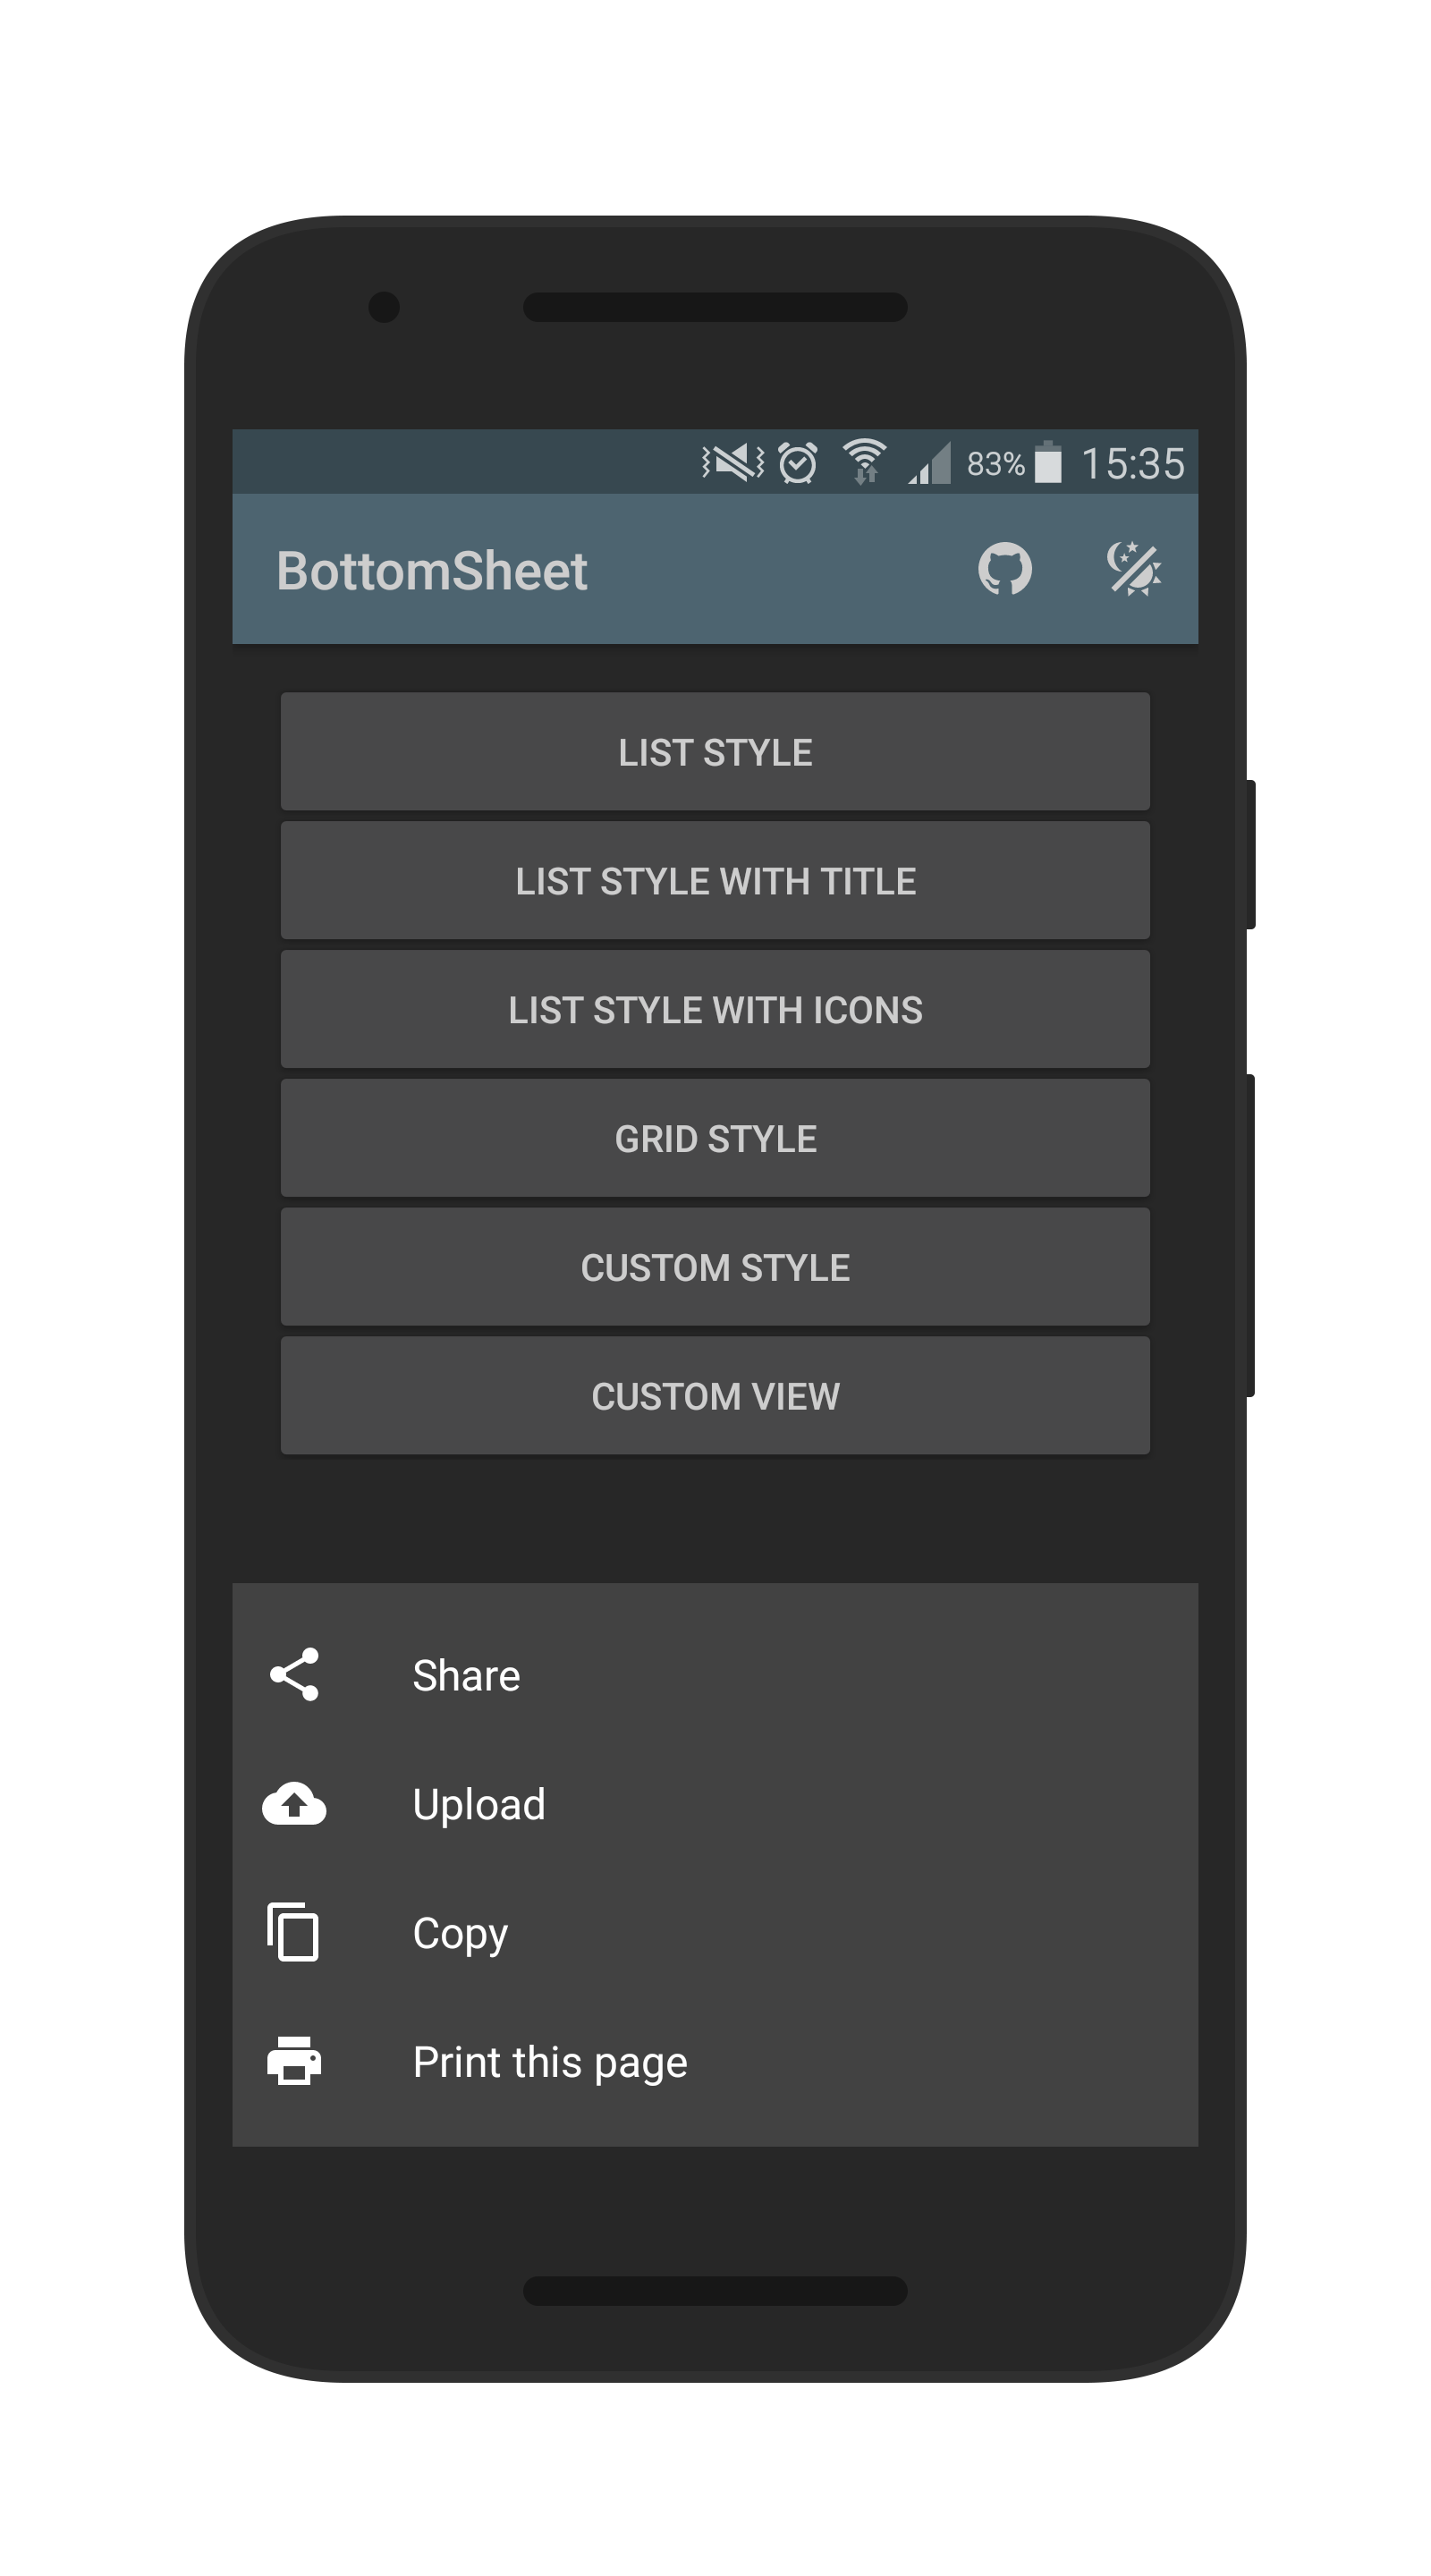 83% 15:35
BottomSheet
LIST STYLE
LIST STYLE WITH TITLE
LIST STYLE WITH ICONS
GRID STYLE
CUSTOM STYLE
CUSTOM VIEW
Share
Upload
Copy
Print this page